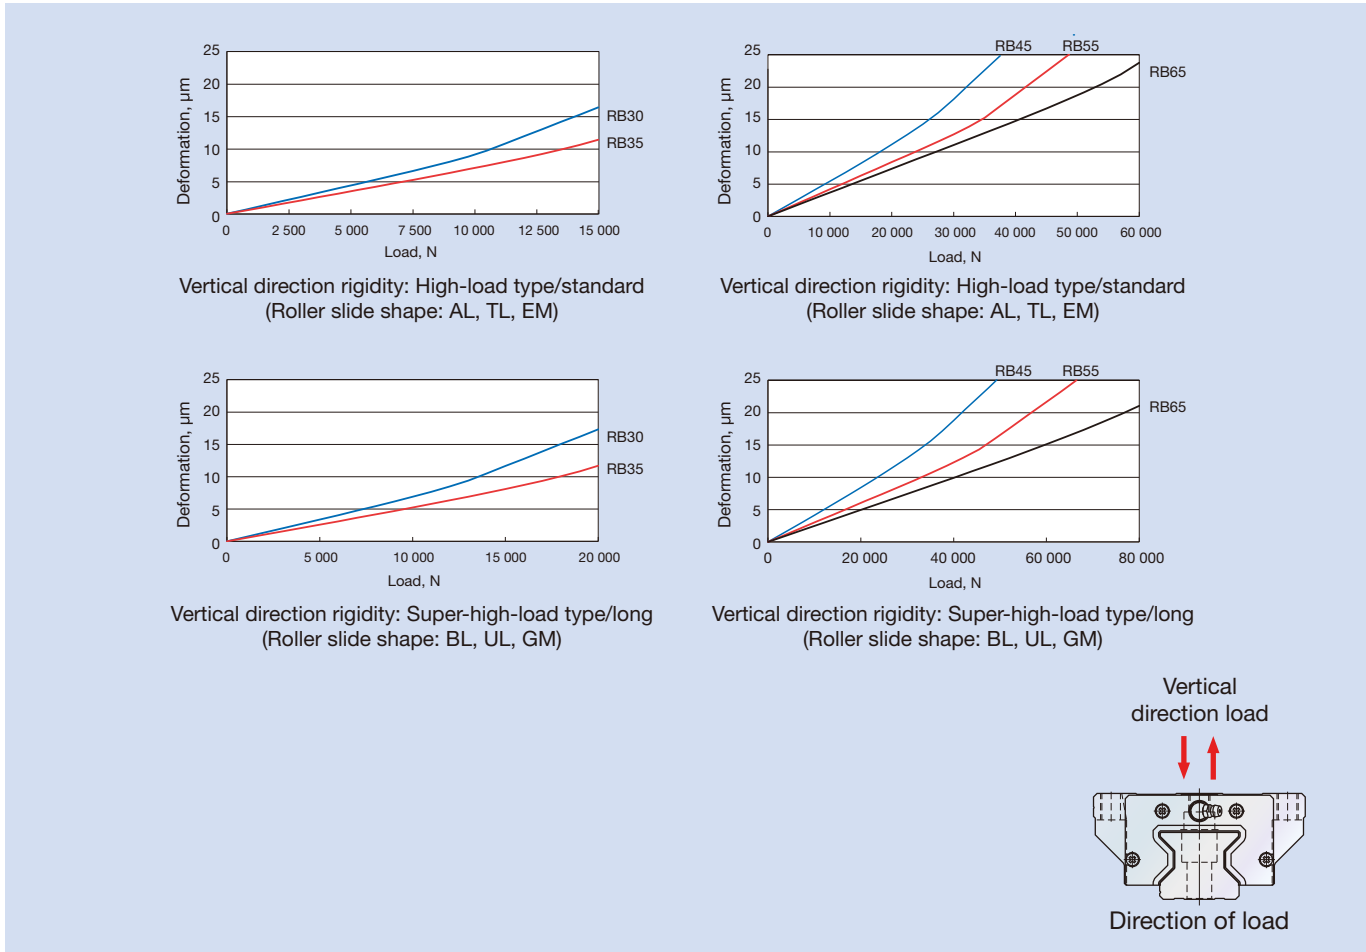 25
20
15
10
5
0
Deformation, µm
RB30
RB35
0
2 500
5 000
7 500
10 000
12 500
15 000
Load, N
Vertical direction rigidity: High-load type/standard
(Roller slide shape: AL, TL, EM)
RB45
RB55
RB65
25
20
15
10
5
0
Deformation, µm
0
10 000
20 000
30 000
40 000
50 000
60 000
Load, N
Vertical direction rigidity: High-load type/standard
(Roller slide shape: AL, TL, EM)
25
20
15
10
5
0
Deformation, µm
RB30
RB35
0
5 000
10 000
15 000
20 000
Load, N
Vertical direction rigidity: Super-high-load type/long
(Roller slide shape: BL, UL, GM)
RB45
RB55
RB65
25
20
15
10
5
0
Deformation, µm
0
20 000
40 000
60 000
80 000
Load, N
Vertical direction rigidity: Super-high-load type/long
(Roller slide shape: BL, UL, GM)
Vertical
direction load
Direction of load